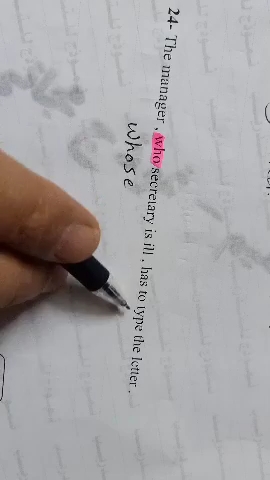 24- The manager , who secretary is ill , has to type the letter .
whose